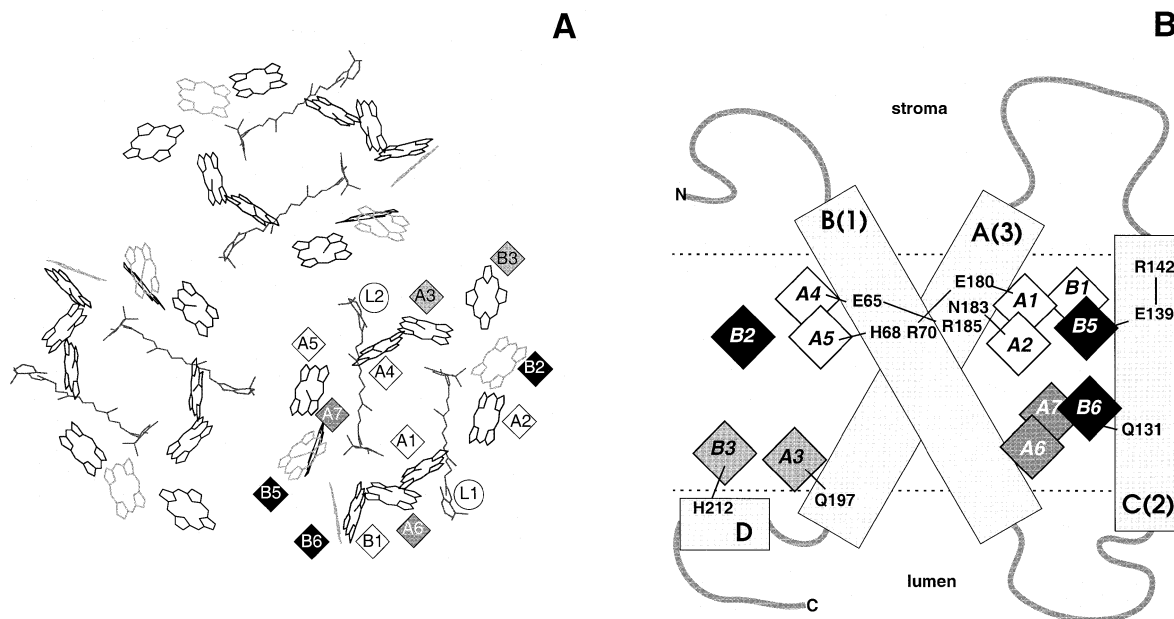 A
B3
L2
A3
A5
A4
B2
A7
A2
A1
B5
L1
A6
B6
B1
B
stroma
N
B(1)
A(3)
R142
E180
A4
E65
N183
A1
B1
E139
B2
A5
H68
R70
R185
B5
A2
A7
B6
Q131
B3
A3
A6
Q197
H212
C(2)
D
lumen
C